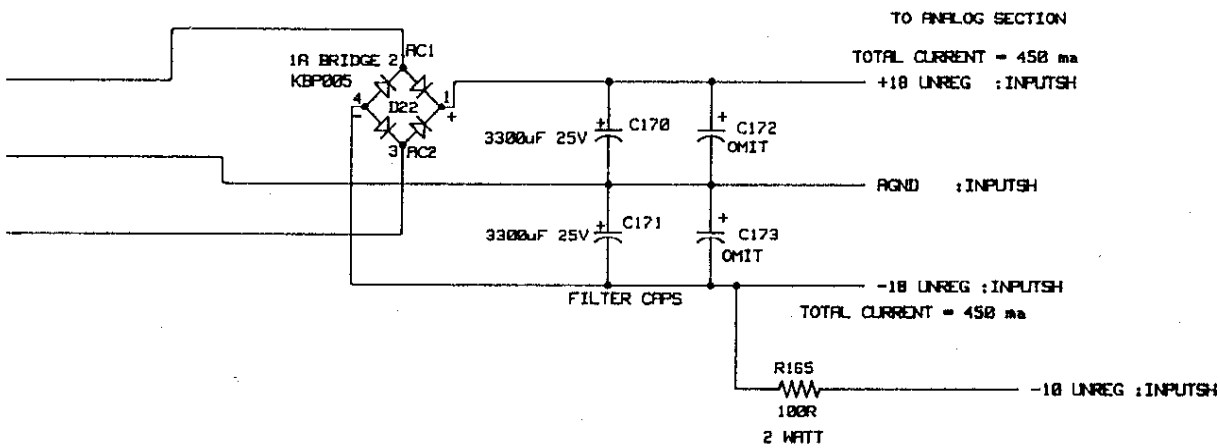 TO ANALOG SECTION
TOTAL CURRENT = 450 ma
+18 UNREG :INPUTSH
1A BRIDGE 2 AC1
KBP005
4 D22 1
- +
3 AC2
3300uF 25V + C170
+ C172
OMIT
AGND :INPUTSH
3300uF 25V + C171
+ C173
OMIT
FILTER CAPS
-18 UNREG :INPUTSH
TOTAL CURRENT = 450 ma
R165
100R
2 WATT
-10 UNREG :INPUTSH